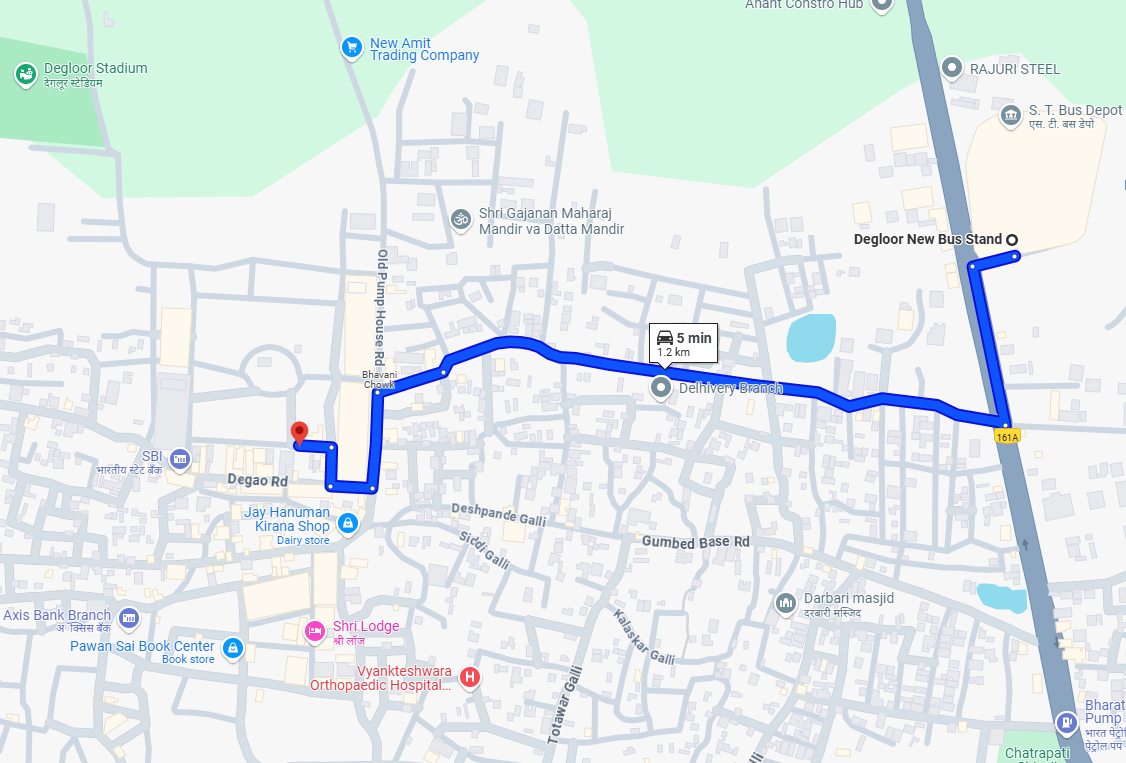 Anant Constro Hub
New Amit
Trading Company
Degloor Stadium
देगलूर स्टेडियम
RAJURI STEEL
S. T. Bus Depot
एस. टी. बस डेपो
Shri Gajanan Maharaj
Mandir va Datta Mandir
Degloor New Bus Stand
Old Pump House Rd
5 min
1.2 km
Bhavani
Chowk
Delhivery Branch
161A
SBI
भारतीय स्टेट बँक
Degao Rd
Jay Hanuman
Kirana Shop
Dairy store
Deshpande Galli
Siddi Galli
Gumbed Base Rd
Axis Bank Branch
अॅक्सिस बँक
Darbari masjid
दरबारी मस्जिद
Shri Lodge
श्री लॉज
Kalaskar Galli
Pawan Sai Book Center
Book store
Vyankteshwara
Orthopaedic Hospital...
H
Totawar Galli
Bharat
Pump
भारत पेट्रो
पेट्रोल पंप
Chatrapati